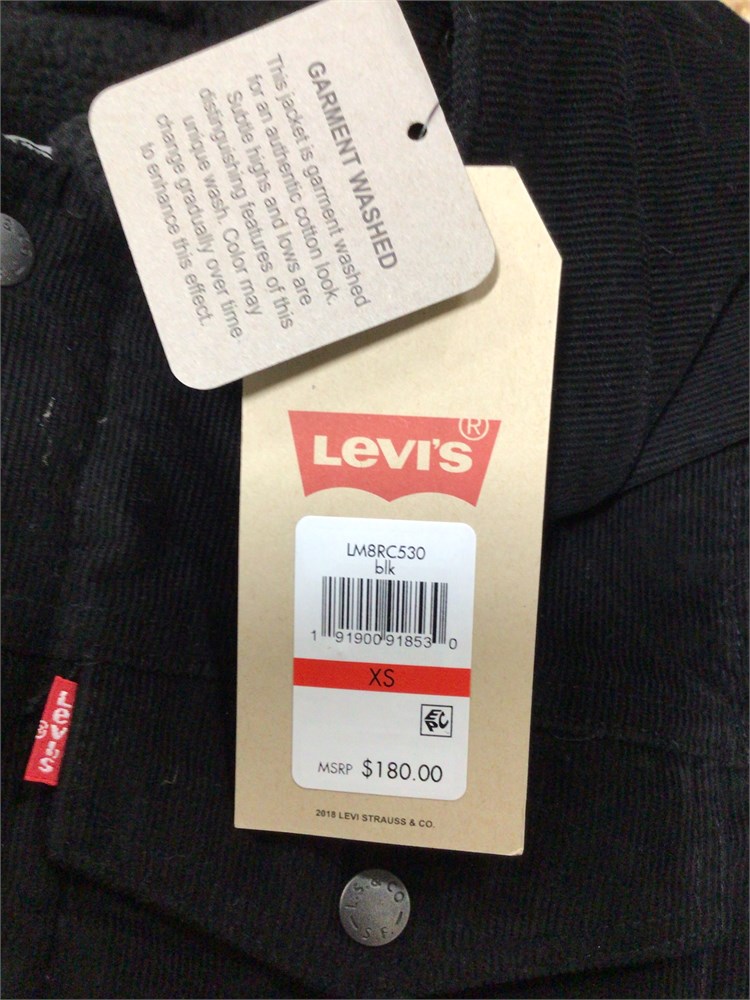 GARMENT WASHED
This jacket is garment washed
for an authentic cotton look.
Subtle highs and lows are
distinguishing features of this
unique wash. Color may
change gradually over time
to enhance this effect.
LEVI'S®
LM8RC530
blk
1 91900 91853 0
XS
EPC
MSRP $180.00
2018 LEVI STRAUSS & CO.
LEVI'S
L.S.&CO
S.F.